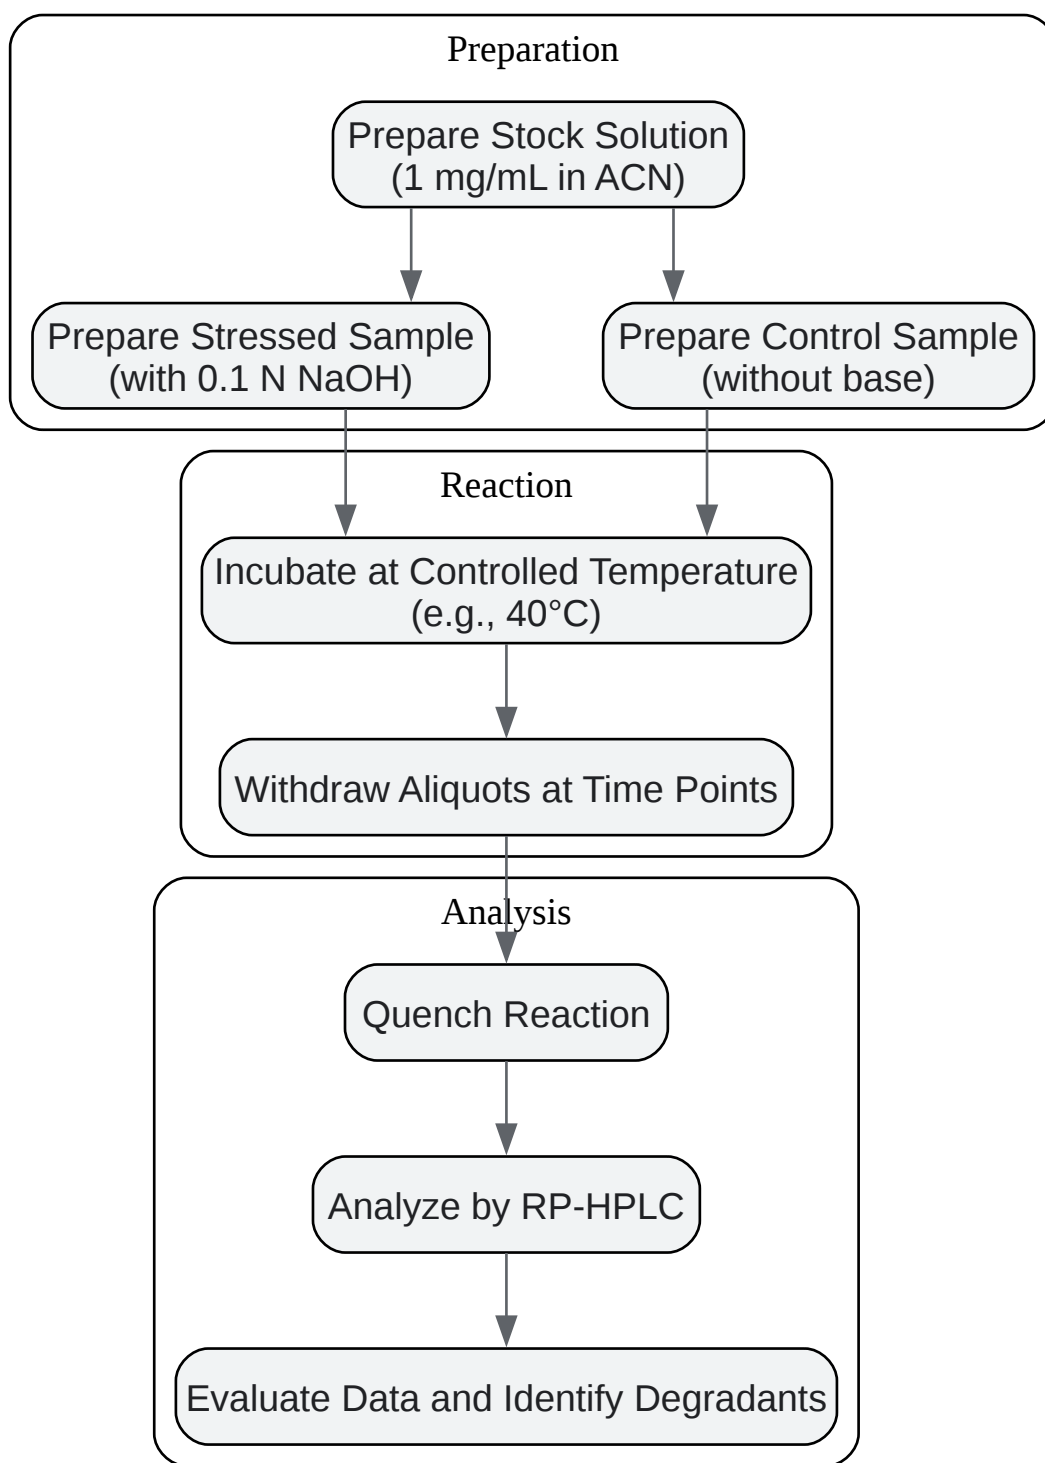 Preparation
Prepare Stock Solution
(1 mg/mL in ACN)
Prepare Stressed Sample
(with 0.1 N NaOH)
Prepare Control Sample
(without base)
Reaction
Incubate at Controlled Temperature
(e.g., 40°C)
Withdraw Aliquots at Time Points
Analysis
Quench Reaction
Analyze by RP-HPLC
Evaluate Data and Identify Degradants